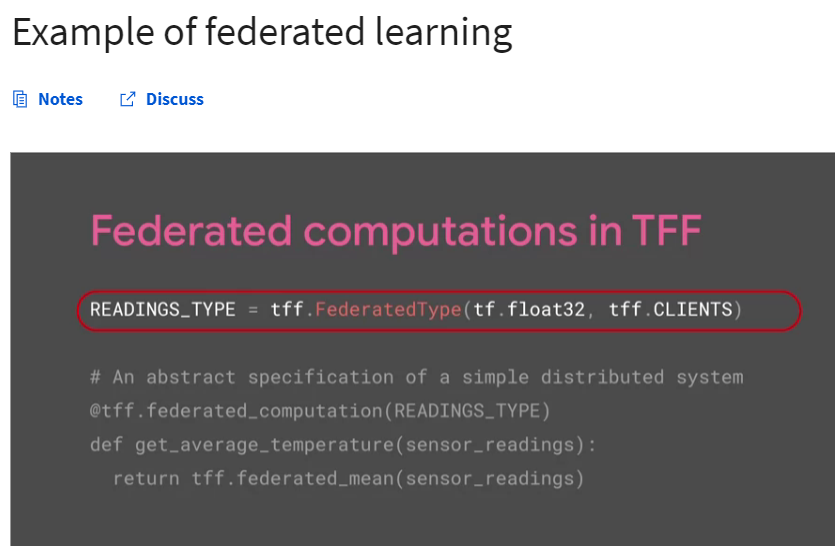 Example of federated learning
Notes Discuss
Federated computations in TFF
READINGS_TYPE = tff.FederatedType(tf.float32, tff.CLIENTS)
# An abstract specification of a simple distributed system
@tff.federated_computation(READINGS_TYPE)
def get_average_temperature(sensor_readings):
  return tff.federated_mean(sensor_readings)